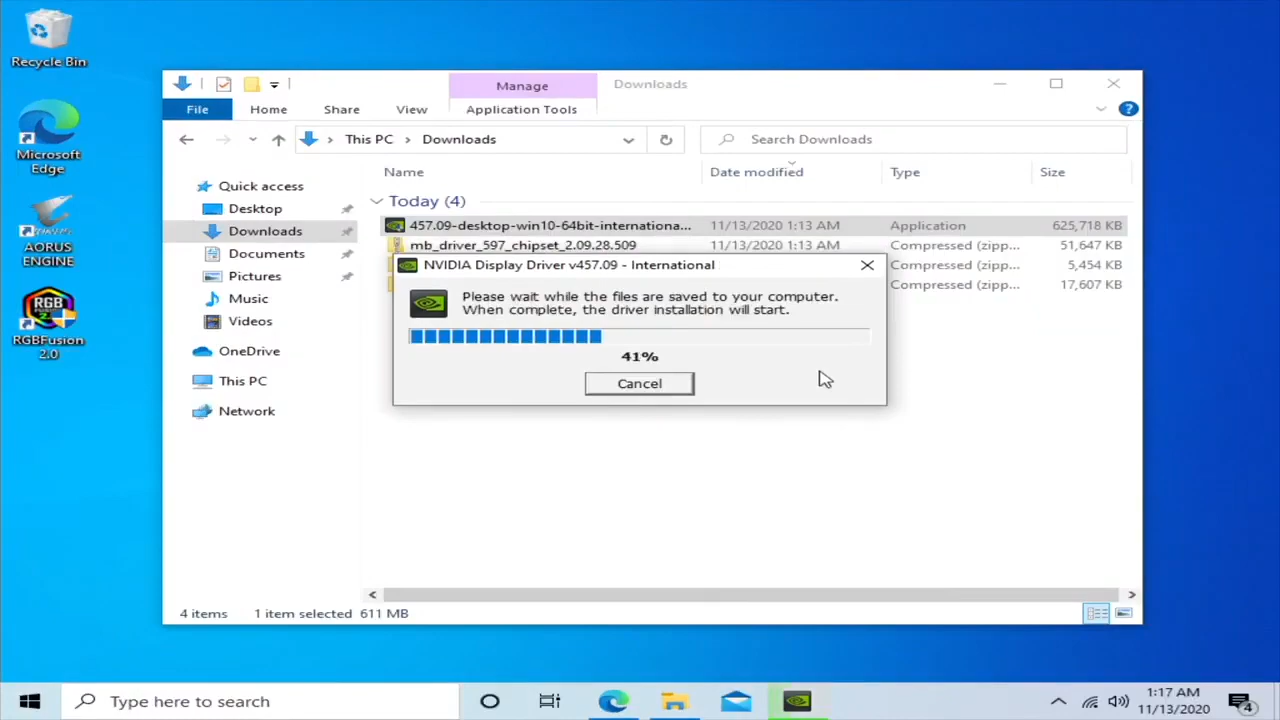 Recycle Bin
Microsoft
Edge
AORUS
ENGINE
RGB
RGBFusion
2.0
Manage
Downloads
File
Home
Share
View
Application Tools
This PC
Downloads
Search Downloads
Name
Date modified
Type
Size
Quick access
Desktop
Downloads
Documents
Pictures
Music
Videos
OneDrive
This PC
Network
Today (4)
457.09-desktop-win10-64bit-internationa...
11/13/2020 1:13 AM
Application
625,718 KB
mb_driver_597_chipset_2.09.28.509
11/13/2020 1:13 AM
Compressed (zipp...
51,647 KB
Compressed (zipp...
5,454 KB
Compressed (zipp...
17,607 KB
NVIDIA Display Driver v457.09 - International
Please wait while the files are saved to your computer.
When complete, the driver installation will start.
41%
Cancel
4 items
1 item selected 611 MB
Type here to search
1:17 AM
11/13/2020
4